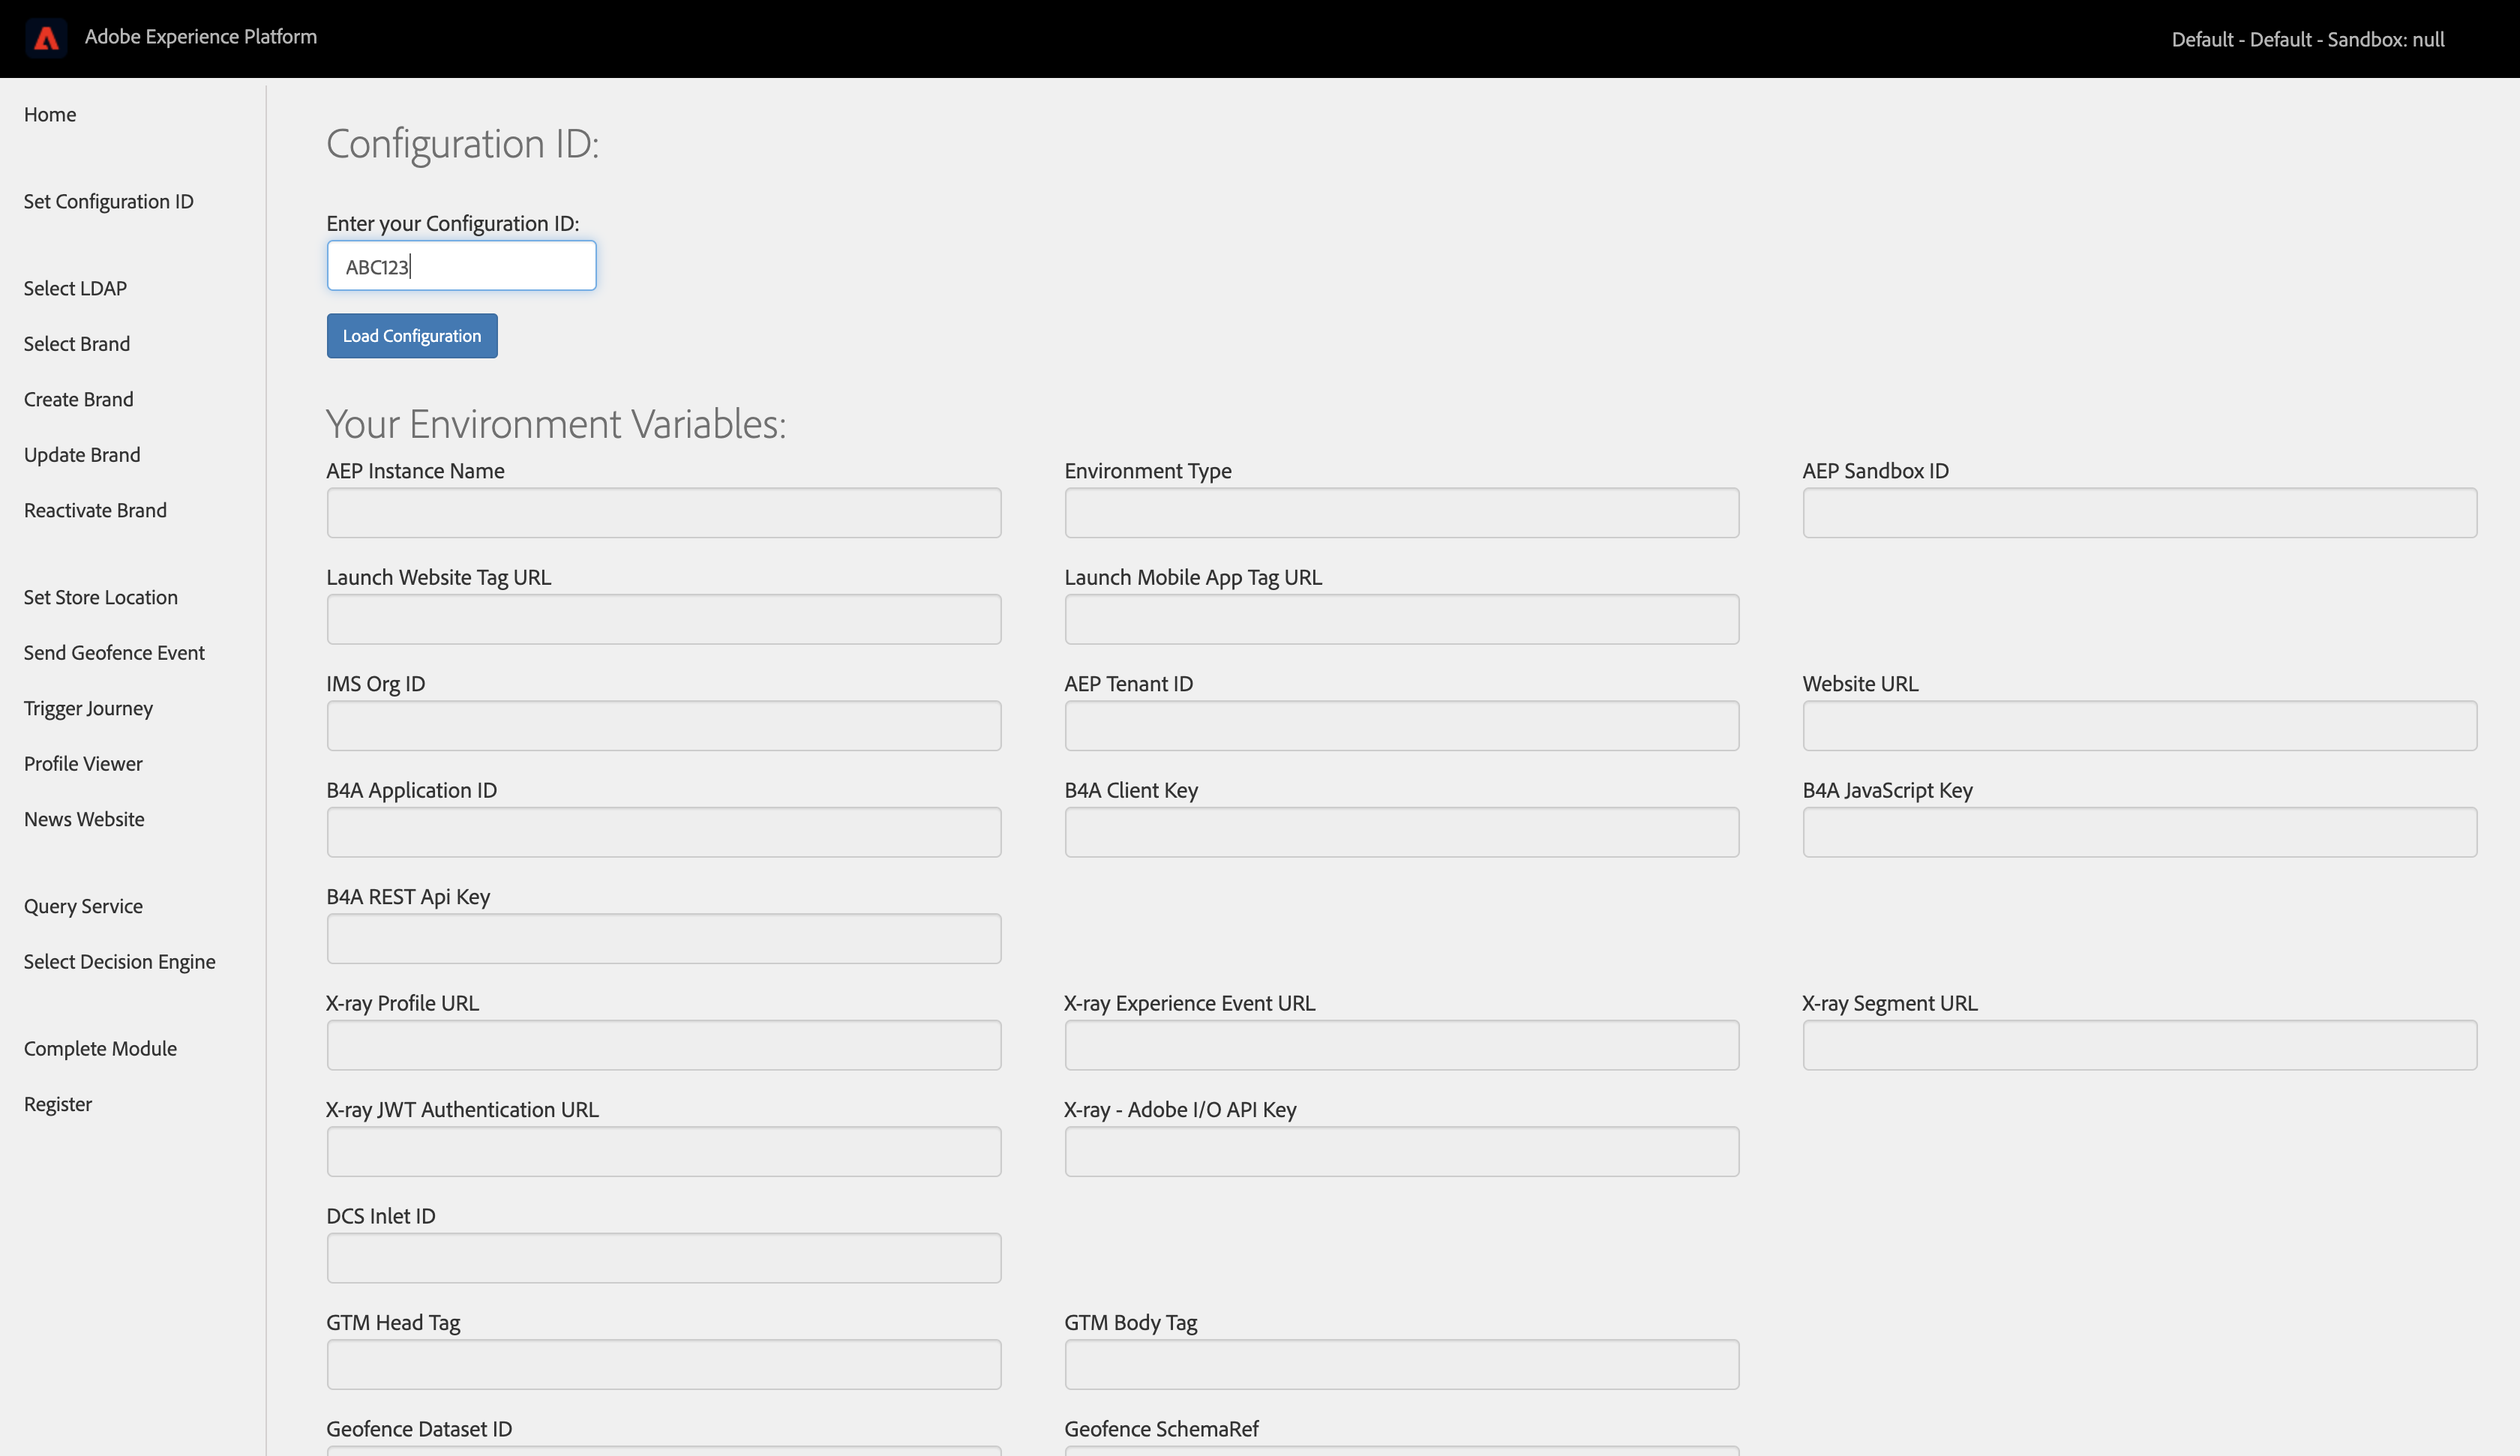 Adobe Experience Platform
Default - Default - Sandbox: null
Home
Set Configuration ID
Select LDAP
Select Brand
Create Brand
Update Brand
Reactivate Brand
Set Store Location
Send Geofence Event
Trigger Journey
Profile Viewer
News Website
Query Service
Select Decision Engine
Complete Module
Register
Configuration ID:
Enter your Configuration ID:
ABC123
Load Configuration
Your Environment Variables:
AEP Instance Name
Environment Type
AEP Sandbox ID
Launch Website Tag URL
Launch Mobile App Tag URL
IMS Org ID
AEP Tenant ID
Website URL
B4A Application ID
B4A Client Key
B4A JavaScript Key
B4A REST Api Key
X-ray Profile URL
X-ray Experience Event URL
X-ray Segment URL
X-ray JWT Authentication URL
X-ray - Adobe I/O API Key
DCS Inlet ID
GTM Head Tag
GTM Body Tag
Geofence Dataset ID
Geofence SchemaRef